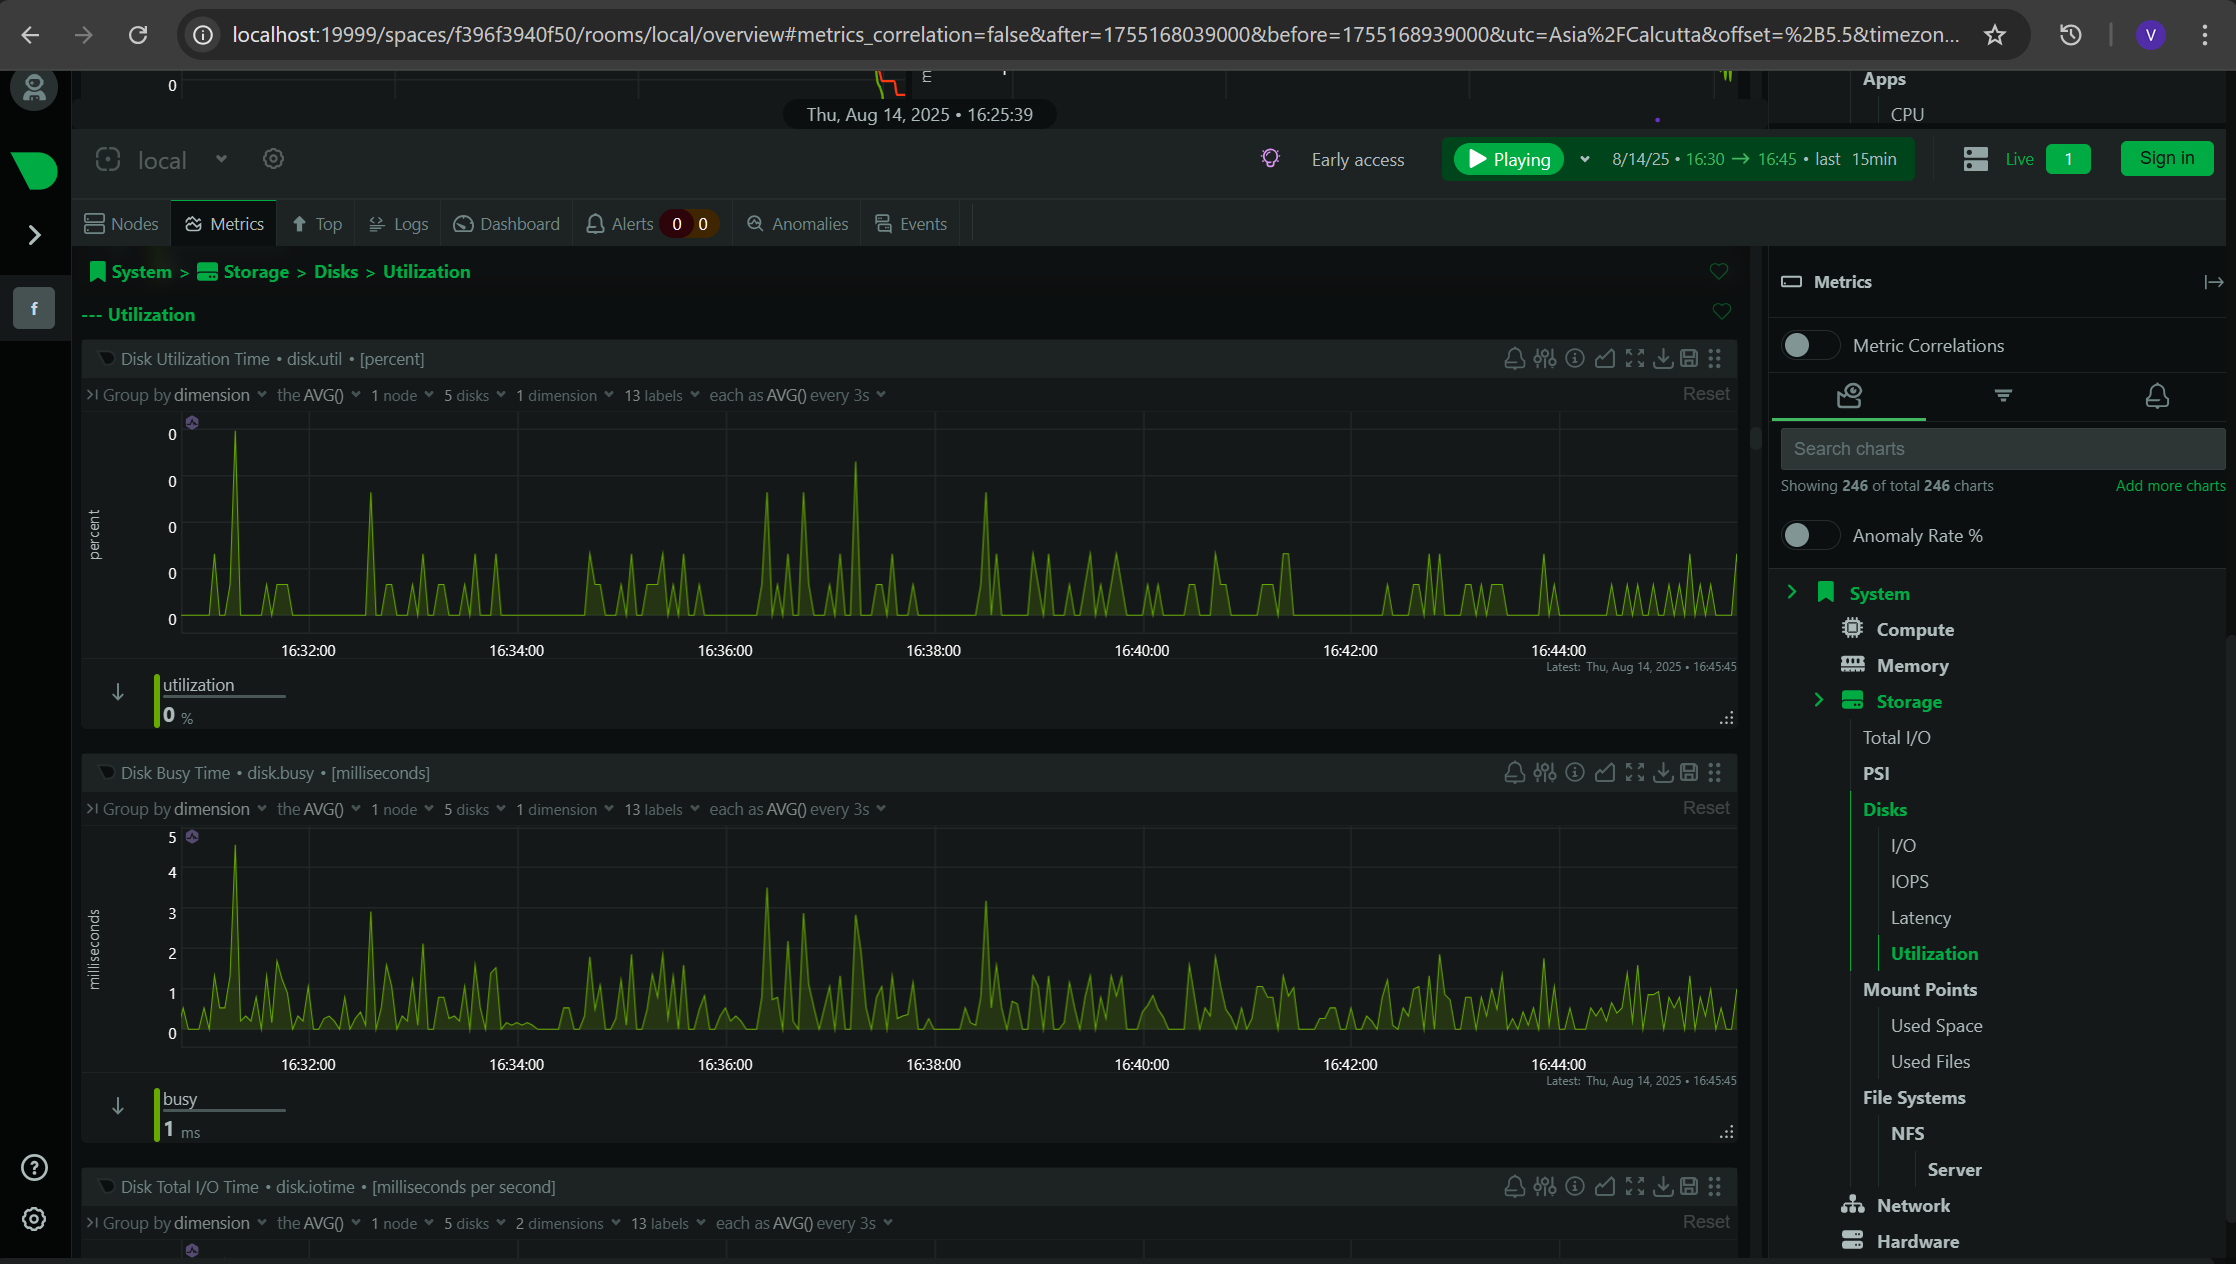 localhost:19999/spaces/f396f3940f50/rooms/local/overview#metrics_correlation=false&after=1755168039000&before=1755168939000&utc=Asia%2FCalcutta&offset=%2B5.5&timezon...
V
0
Thu, Aug 14, 2025 • 16:25:39
Apps
CPU
local
Early access
Playing
8/14/25 • 16:30 → 16:45 • last 15min
Live 1
Sign in
Nodes Metrics Top Logs Dashboard Alerts 0 0 Anomalies Events
f
System > Storage > Disks > Utilization
--- Utilization
Disk Utilization Time • disk.util • [percent]
Group by dimension the AVG() 1 node 5 disks 1 dimension 13 labels each as AVG() every 3s
Reset
percent
0
0
0
0
0
16:32:00 16:34:00 16:36:00 16:38:00 16:40:00 16:42:00 16:44:00
Latest: Thu, Aug 14, 2025 • 16:45:45
utilization
0 %
Disk Busy Time • disk.busy • [milliseconds]
Group by dimension the AVG() 1 node 5 disks 1 dimension 13 labels each as AVG() every 3s
Reset
milliseconds
5
4
3
2
1
0
16:32:00 16:34:00 16:36:00 16:38:00 16:40:00 16:42:00 16:44:00
Latest: Thu, Aug 14, 2025 • 16:45:45
busy
1 ms
Disk Total I/O Time • disk.iotime • [milliseconds per second]
Group by dimension the AVG() 1 node 5 disks 2 dimensions 13 labels each as AVG() every 3s
Reset
Metrics
Metric Correlations
Search charts
Showing 246 of total 246 charts
Add more charts
Anomaly Rate %
System
Compute
Memory
Storage
Total I/O
PSI
Disks
I/O
IOPS
Latency
Utilization
Mount Points
Used Space
Used Files
File Systems
NFS
Server
Network
Hardware